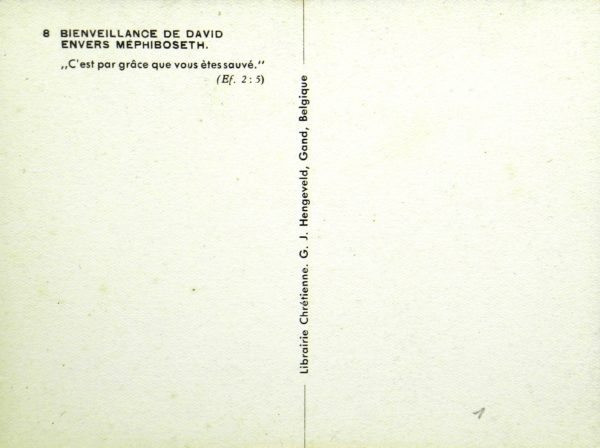 8 BIENVEILLANCE DE DAVID
ENVERS MÉPHIBOSETH.
„C'est par grâce que vous êtes sauvé.“
(Ef. 2 : 5)
Librairie Chrétienne. G. J. Hengeveld, Gand, Belgique
1